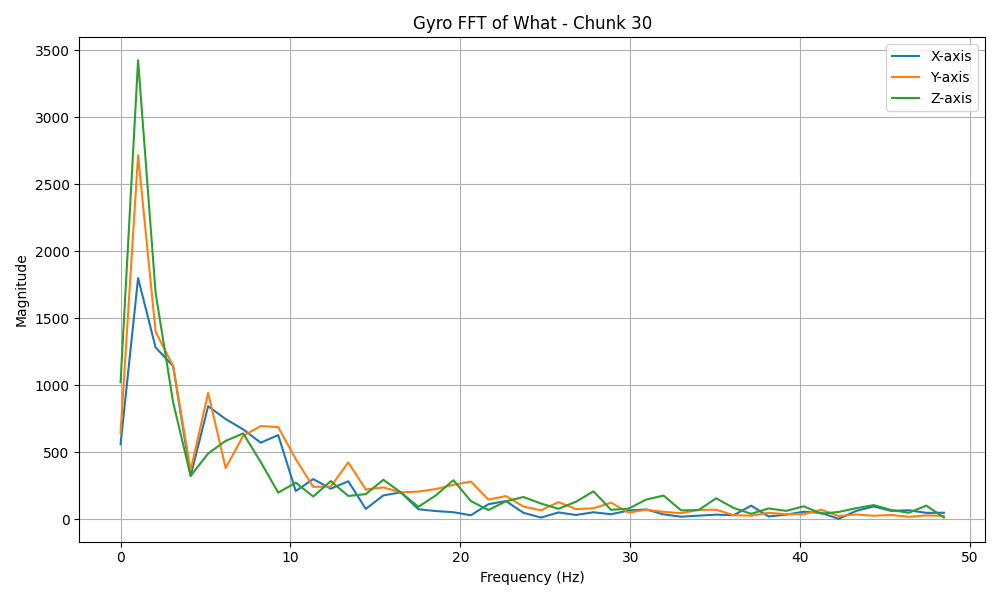 Gyro FFT of What - Chunk 30
3500
3000
2500
2000
1500
1000
500
0
Magnitude
X-axis
Y-axis
Z-axis
0 10 20 30 40 50
Frequency (Hz)